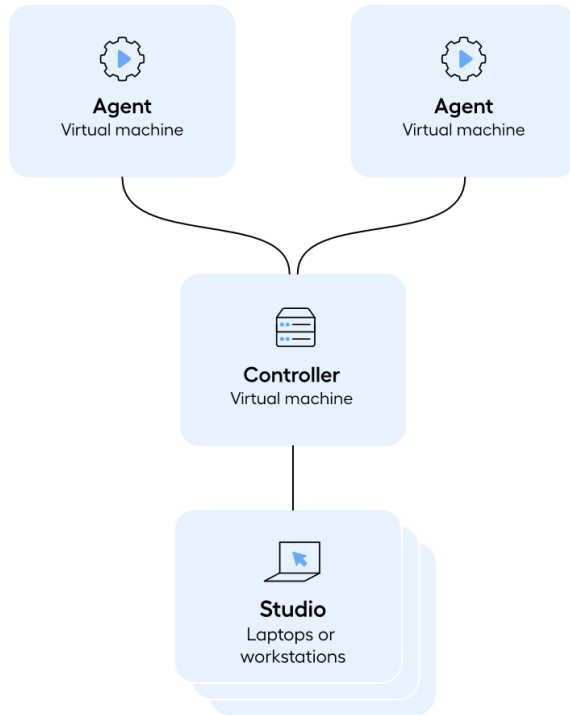 Agent
Virtual machine
Agent
Virtual machine
Controller
Virtual machine
Studio
Laptops or
workstations